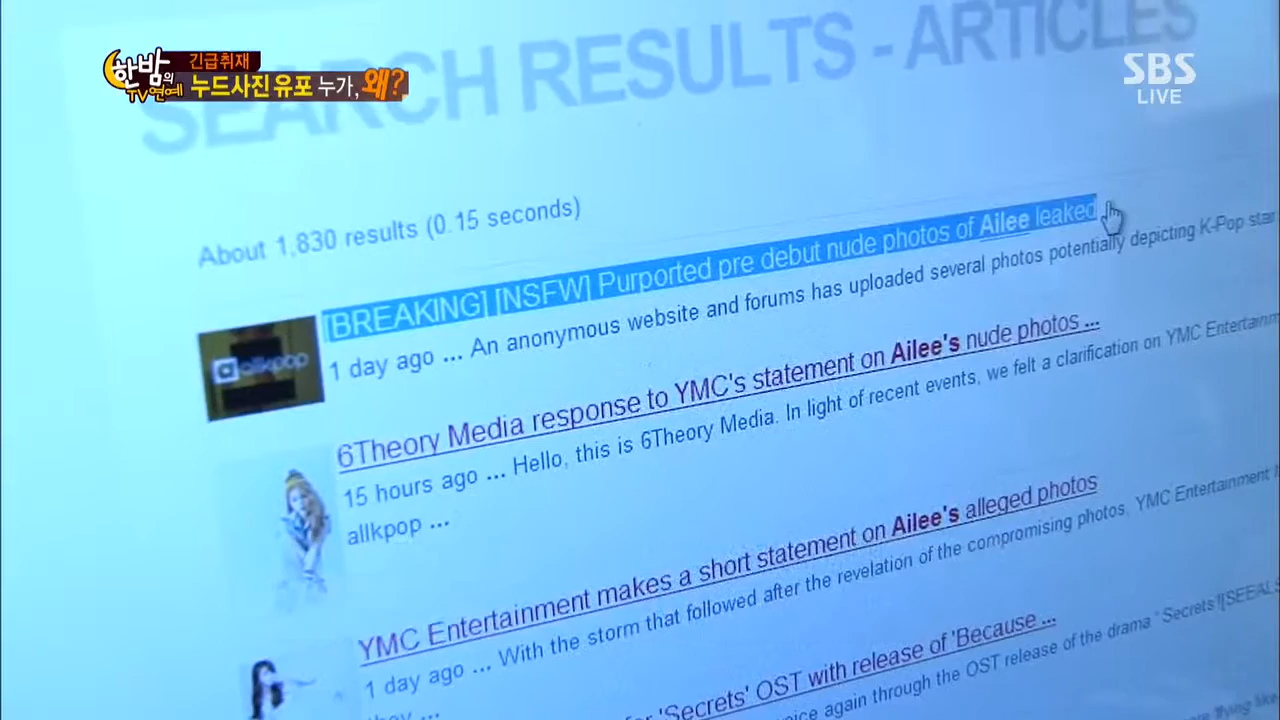 한밤의
TV연예
긴급취재
누드사진 유포 누가, 왜?
SBS
LIVE
SEARCH RESULTS - ARTICLES
About 1,830 results (0.15 seconds)
[BREAKING] [NSFW] Purported pre debut nude photos of Ailee leaked
1 day ago ... An anonymous website and forums has uploaded several photos potentially depicting K-Pop star
allkpop
6Theory Media response to YMC's statement on Ailee's nude photos ...
15 hours ago ... Hello, this is 6Theory Media. In light of recent events, we felt a clarification on YMC
allkpop ...
YMC Entertainment makes a short statement on Ailee's alleged photos
1 day ago ... With the storm that followed after the revelation of the compromising photos, YMC Entertainment
'Secrets' OST with release of 'Because ...
again through the OST release of the drama 'Secrets'!